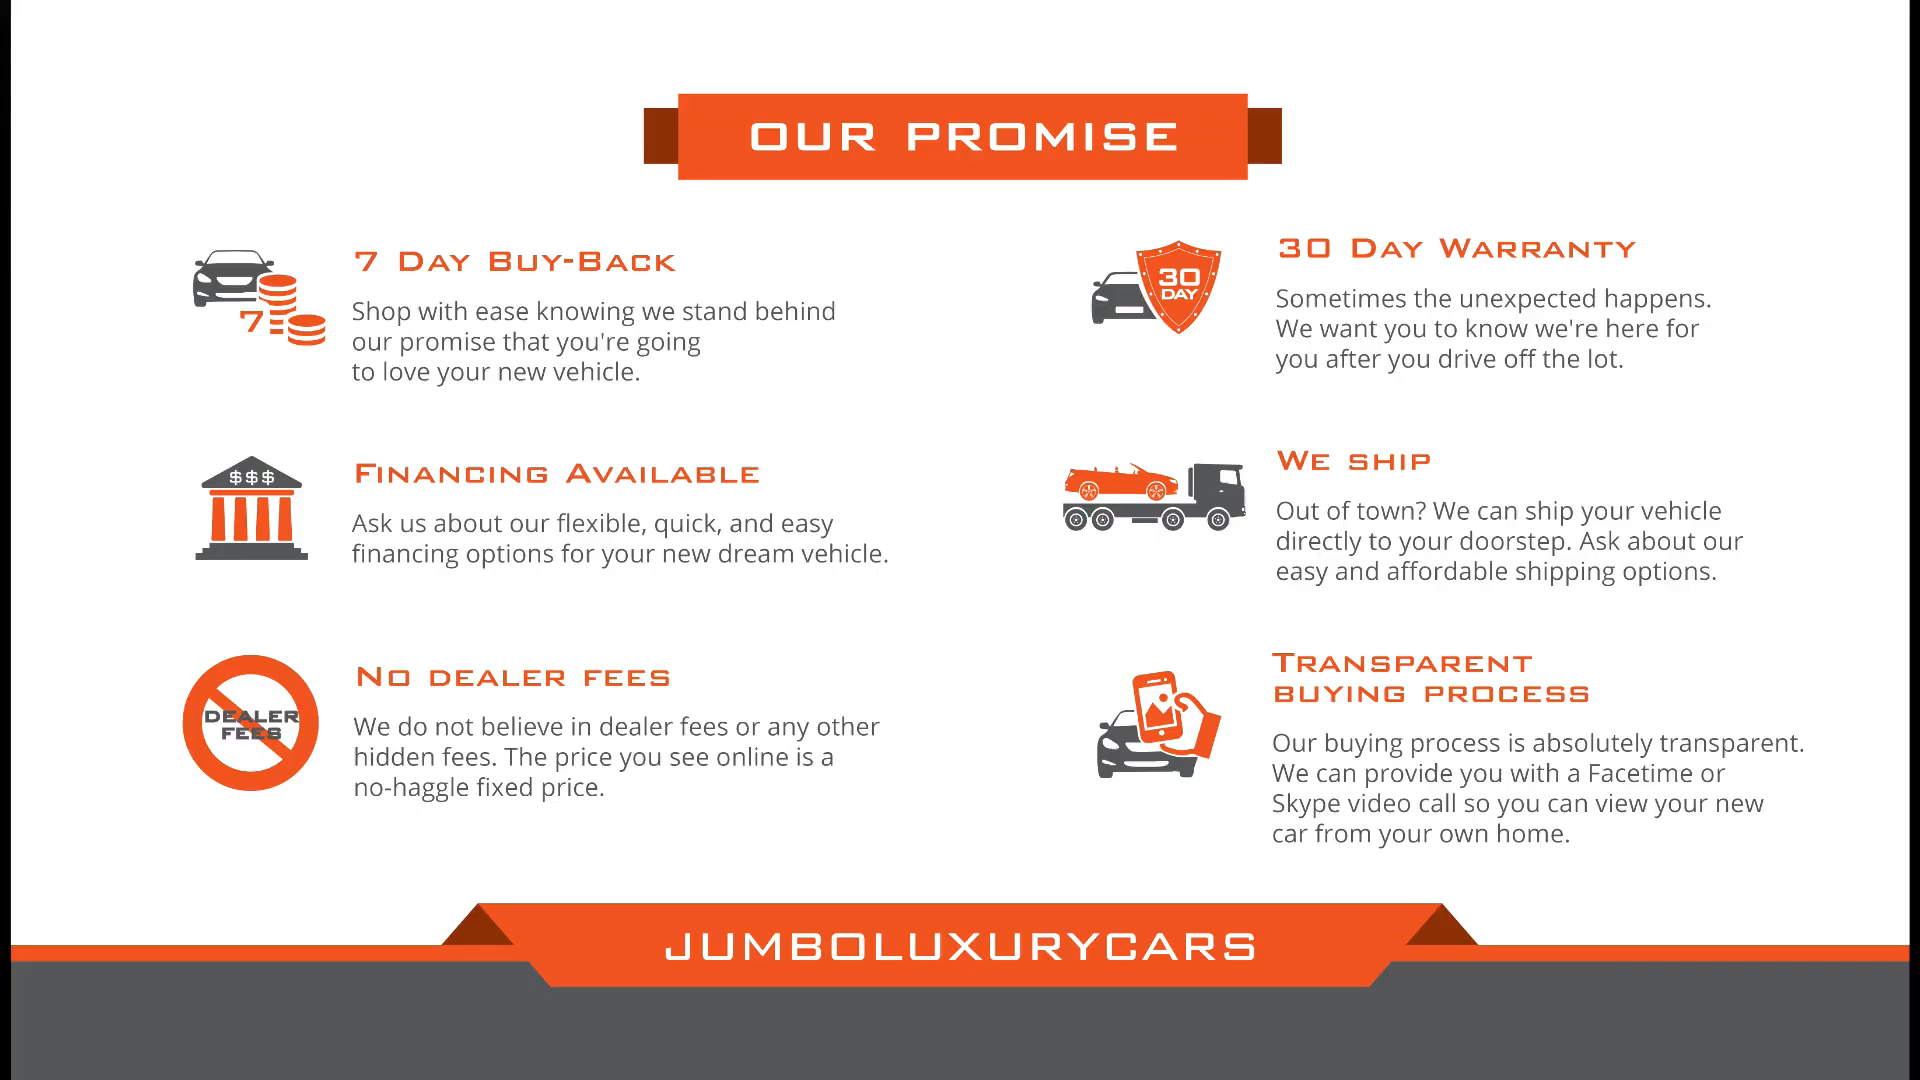 OUR PROMISE
7 DAY BUY-BACK
Shop with ease knowing we stand behind
our promise that you're going
to love your new vehicle.
7
$$$
FINANCING AVAILABLE
Ask us about our flexible, quick, and easy
financing options for your new dream vehicle.
DEALER
FEES
NO DEALER FEES
We do not believe in dealer fees or any other
hidden fees. The price you see online is a
no-haggle fixed price.
30
DAY
30 DAY WARRANTY
Sometimes the unexpected happens.
We want you to know we're here for
you after you drive off the lot.
WE SHIP
Out of town? We can ship your vehicle
directly to your doorstep. Ask about our
easy and affordable shipping options.
TRANSPARENT
BUYING PROCESS
Our buying process is absolutely transparent.
We can provide you with a Facetime or
Skype video call so you can view your new
car from your own home.
JUMBOLUXURYCARS